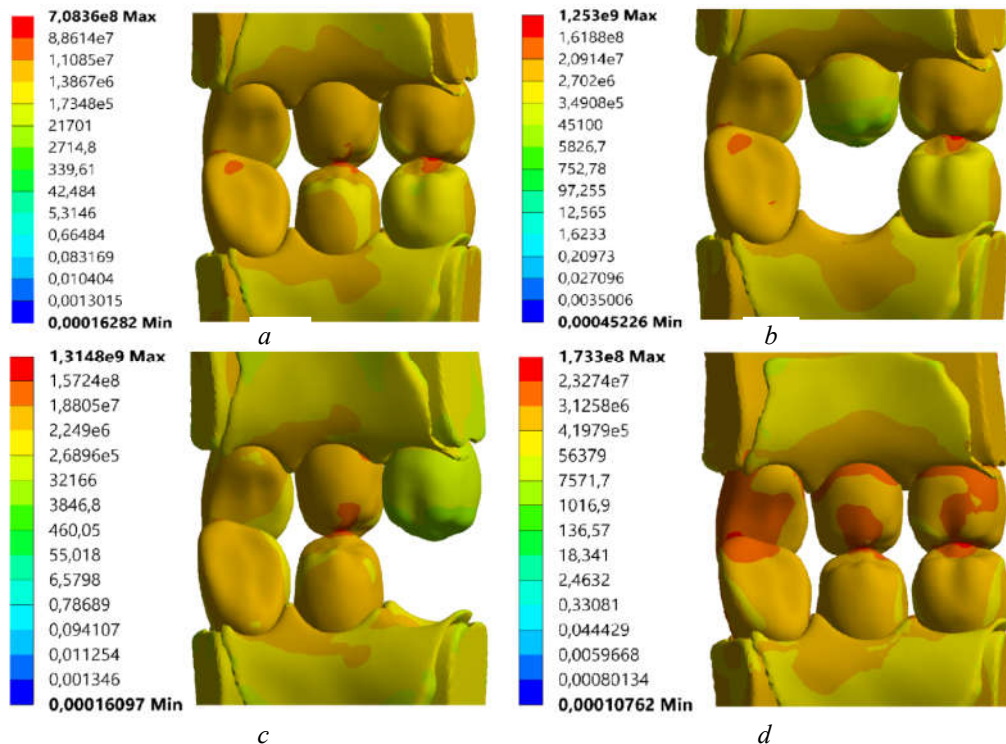 7,0836e8 Max
8,8614e7
1,1085e7
1,3867e6
1,7348e5
21701
2714,8
339,61
42,484
5,3146
0,66484
0,083169
0,010404
0,0013015
0,00016282 Min
a
1,253e9 Max
1,6188e8
2,0914e7
2,702e6
3,4908e5
45100
5826,7
752,78
97,255
12,565
1,6233
0,20973
0,027096
0,0035006
0,00045226 Min
b
1,3148e9 Max
1,5724e8
1,8805e7
2,249e6
2,6896e5
32166
3846,8
460,05
55,018
6,5798
0,78689
0,094107
0,011254
0,001346
0,00016097 Min
c
1,733e8 Max
2,3274e7
3,1258e6
4,1979e5
56379
7571,7
1016,9
136,57
18,341
2,4632
0,33081
0,044429
0,0059668
0,00080134
0,00010762 Min
d